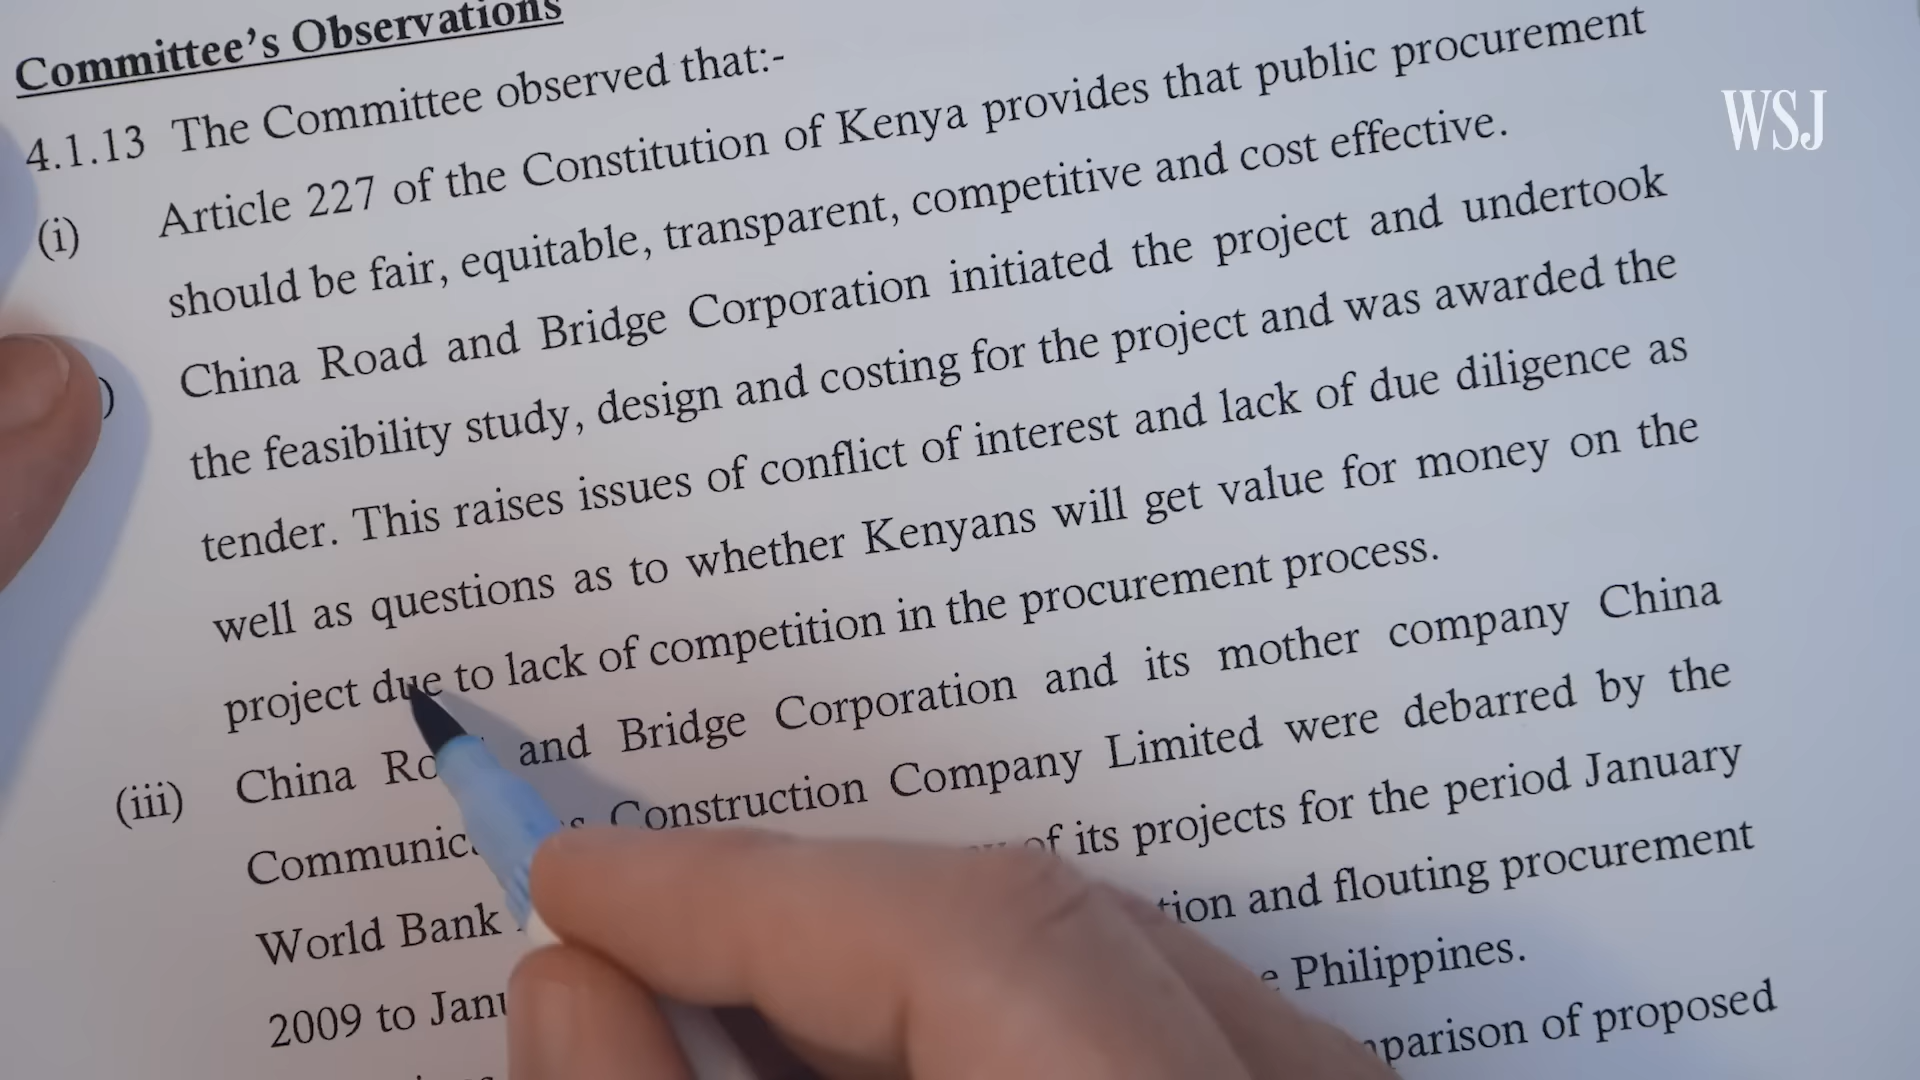 Committee's Observations
4.1.13 The Committee observed that:-
(i) Article 227 of the Constitution of Kenya provides that public procurement
should be fair, equitable, transparent, competitive and cost effective.
) China Road and Bridge Corporation initiated the project and undertook
the feasibility study, design and costing for the project and was awarded the
tender. This raises issues of conflict of interest and lack of due diligence as
well as questions as to whether Kenyans will get value for money on the
project due to lack of competition in the procurement process.
(iii) China and Bridge Corporation and its mother company China
Construction Company Limited were debarred by the
World Bank of its projects for the period January
2009 to and flouting procurement
Philippines.
of proposed
WSJ